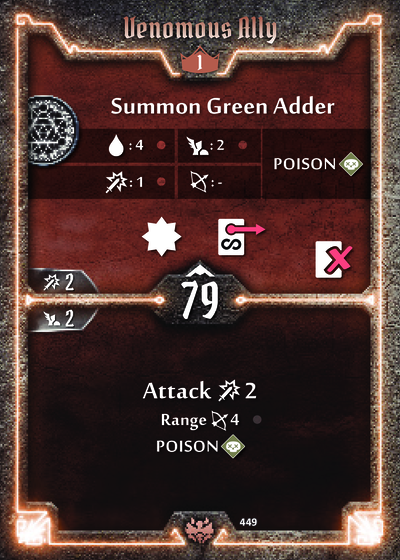 Venomous Ally
1
Summon Green Adder
: 4
: 2
POISON
: 1
: -
2
79
2
Attack 2
Range 4
POISON
449